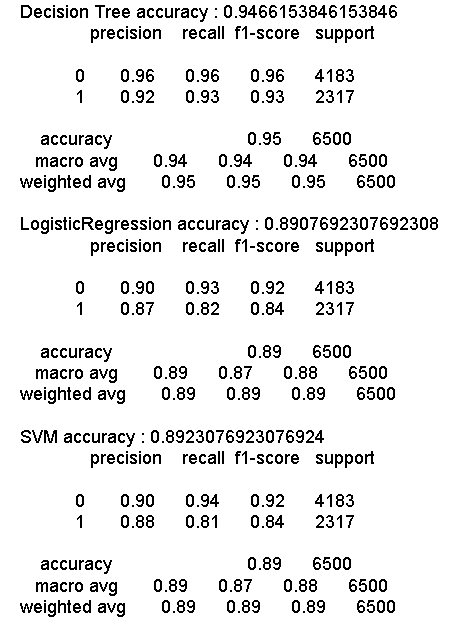 Decision Tree accuracy : 0.9466153846153846
precision recall f1-score support
0 0.96 0.96 0.96 4183
1 0.92 0.93 0.93 2317
accuracy 0.95 6500
macro avg 0.94 0.94 0.94 6500
weighted avg 0.95 0.95 0.95 6500
LogisticRegression accuracy : 0.8907692307692308
precision recall f1-score support
0 0.90 0.93 0.92 4183
1 0.87 0.82 0.84 2317
accuracy 0.89 6500
macro avg 0.89 0.87 0.88 6500
weighted avg 0.89 0.89 0.89 6500
SVM accuracy : 0.8923076923076924
precision recall f1-score support
0 0.90 0.94 0.92 4183
1 0.88 0.81 0.84 2317
accuracy 0.89 6500
macro avg 0.89 0.87 0.88 6500
weighted avg 0.89 0.89 0.89 6500